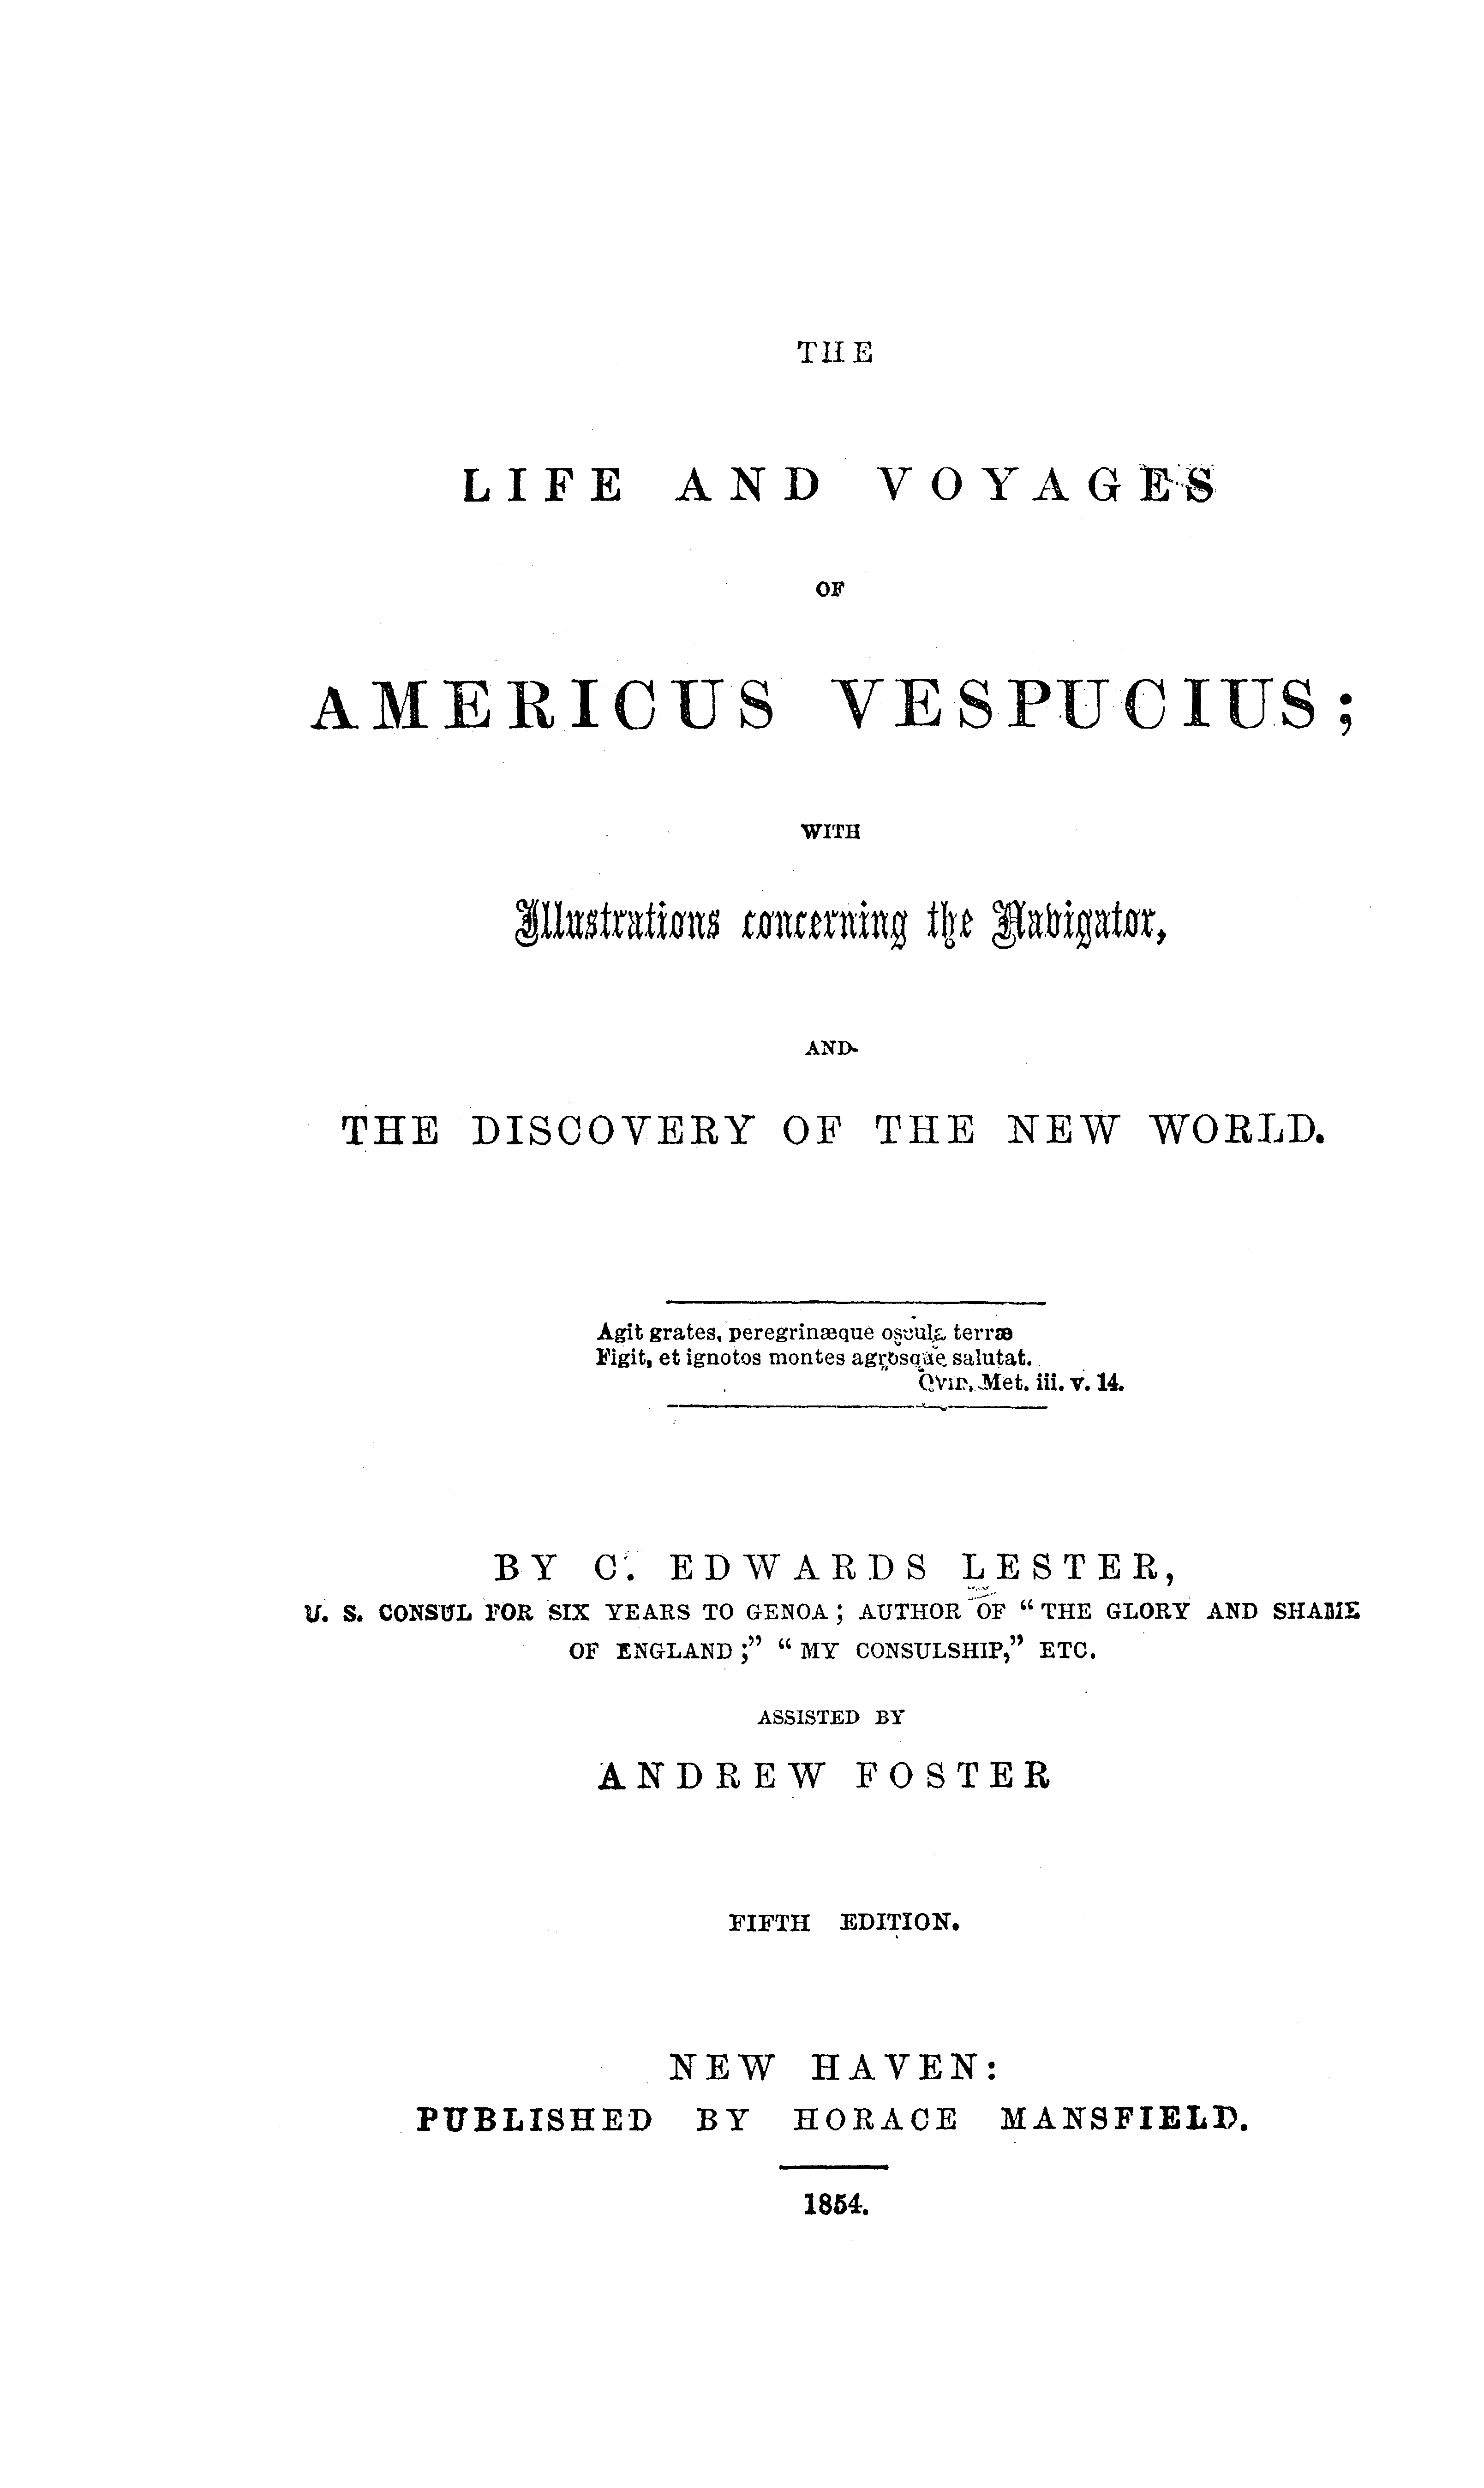 THE
LIFE AND VOYAGES
OF
AMERICUS VESPUCIUS;
WITH
Illustrations concerning the Navigator,
AND
THE DISCOVERY OF THE NEW WORLD.
Agit grates, peregrinæque oscula terræ
Figit, et ignotos montes agrosque salutat.
OVID, Met. iii. v. 14.
BY C. EDWARDS LESTER,
U. S. CONSUL FOR SIX YEARS TO GENOA; AUTHOR OF “THE GLORY AND SHAME
OF ENGLAND;” “MY CONSULSHIP,” ETC.
ASSISTED BY
ANDREW FOSTER
FIFTH EDITION.
NEW HAVEN:
PUBLISHED BY HORACE MANSFIELD.
1854.